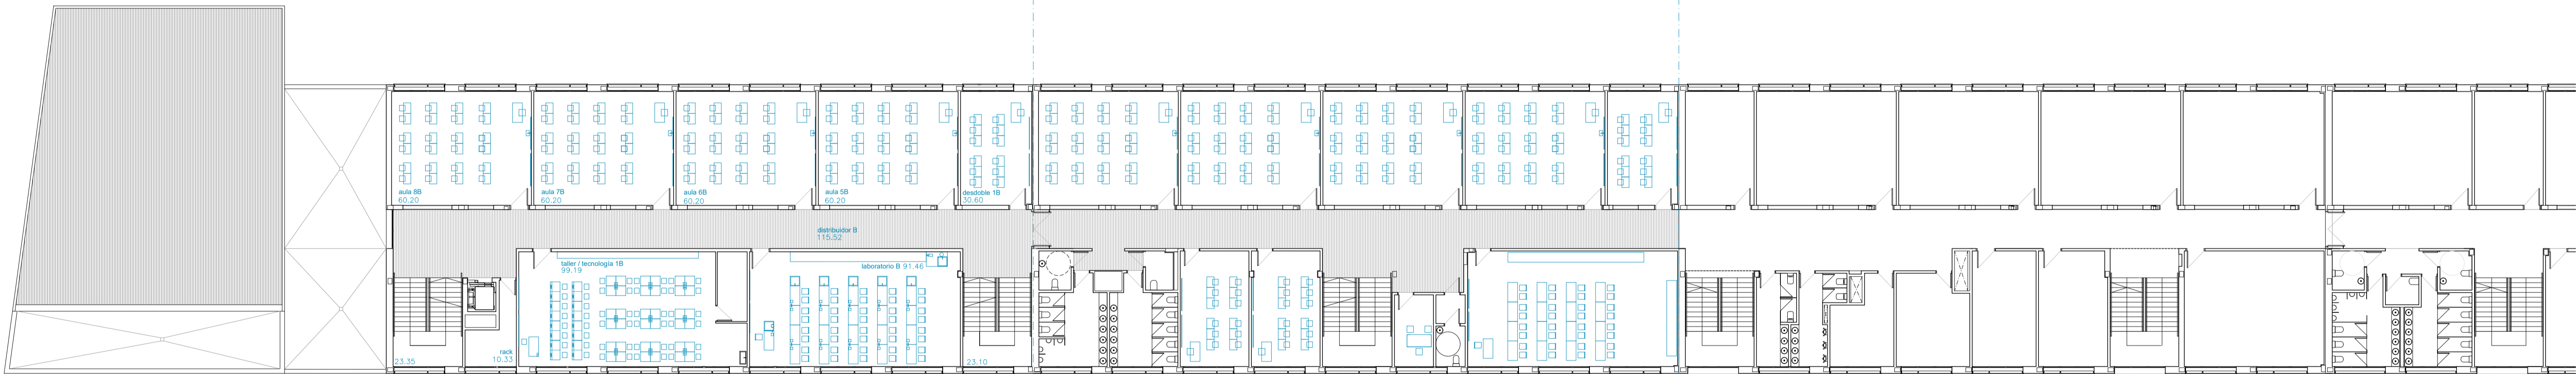 aula 8B
60.20
aula 7B
60.20
aula 6B
60.20
aula 5B
60.20
desdoble 1B
30.60
distribuidor B
115.52
taller / tecnología 1B
99.19
laboratorio B 91.46
23.35
rack
10.33
23.10